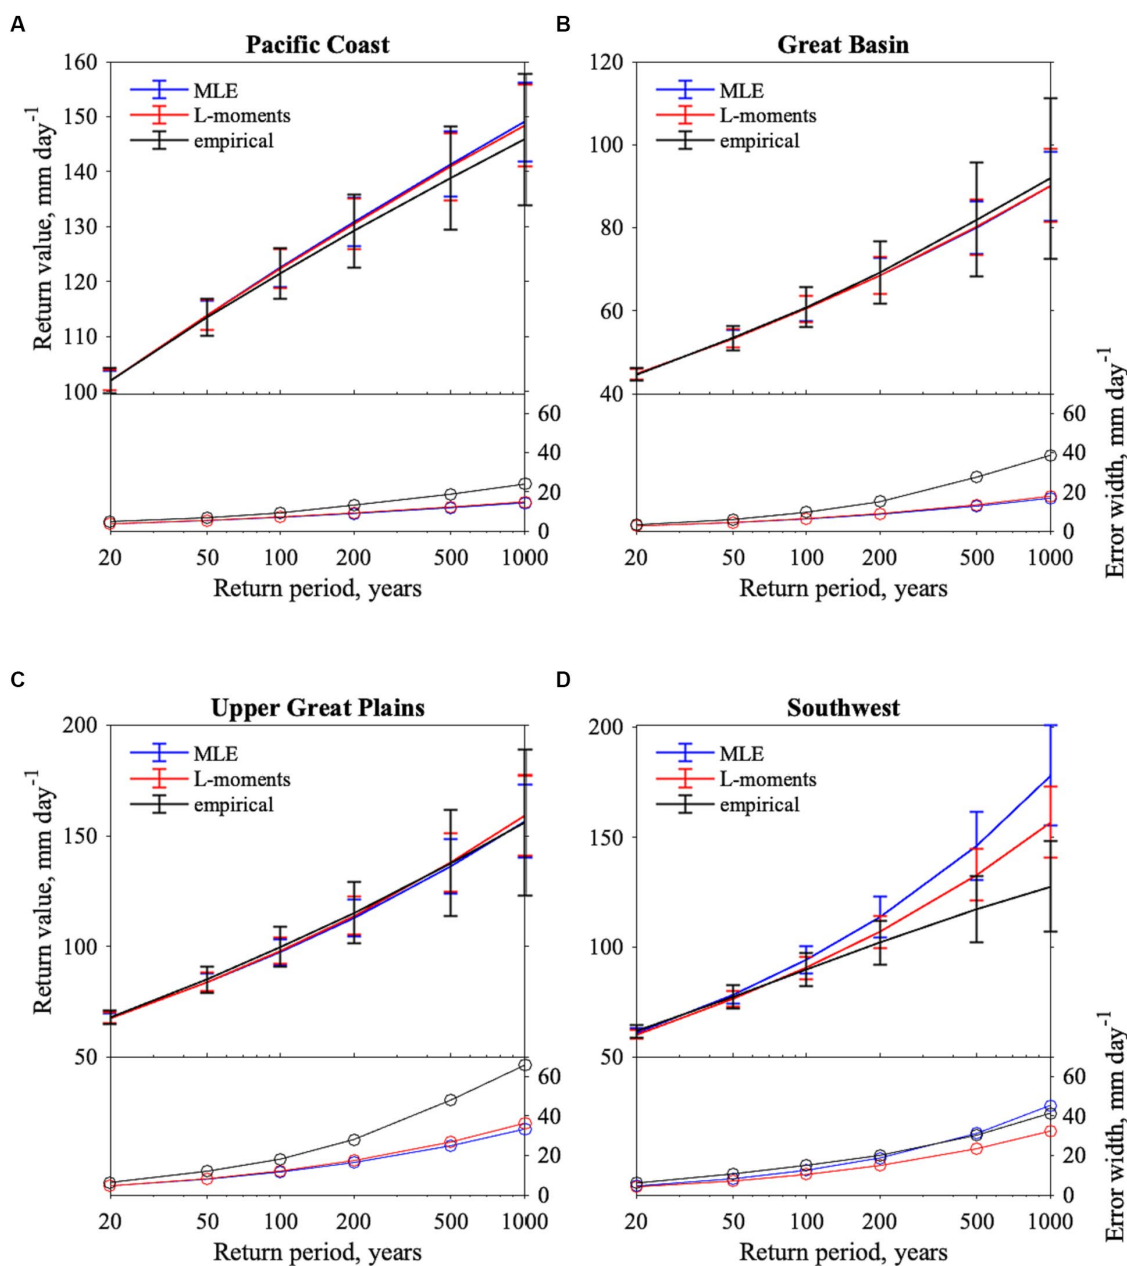 A
Pacific Coast
160
150
140
130
120
110
100
Return value, mm day-1
MLE
L-moments
empirical
60
40
20
0
20 50 100 200 500 1000
Return period, years
B
Great Basin
120
100
80
60
40
MLE
L-moments
empirical
60
40
20
0
Error width, mm day-1
20 50 100 200 500 1000
Return period, years
C
Upper Great Plains
200
150
100
50
Return value, mm day-1
MLE
L-moments
empirical
60
40
20
0
20 50 100 200 500 1000
Return period, years
D
Southwest
200
150
100
50
MLE
L-moments
empirical
60
40
20
0
Error width, mm day-1
20 50 100 200 500 1000
Return period, years